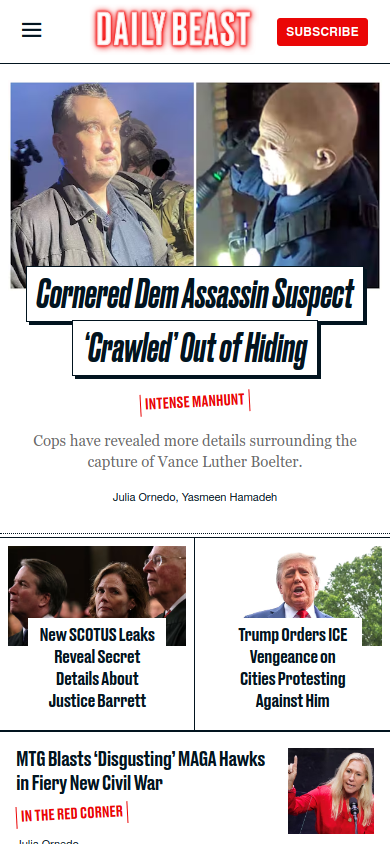 DAILY BEAST
SUBSCRIBE
Cornered Dem Assassin Suspect
‘Crawled’ Out of Hiding
INTENSE MANHUNT
Cops have revealed more details surrounding the
capture of Vance Luther Boelter.
Julia Ornedo, Yasmeen Hamadeh
New SCOTUS Leaks
Reveal Secret
Details About
Justice Barrett
Trump Orders ICE
Vengeance on
Cities Protesting
Against Him
MTG Blasts ‘Disgusting’ MAGA Hawks
in Fiery New Civil War
IN THE RED CORNER
Julia Ornedo